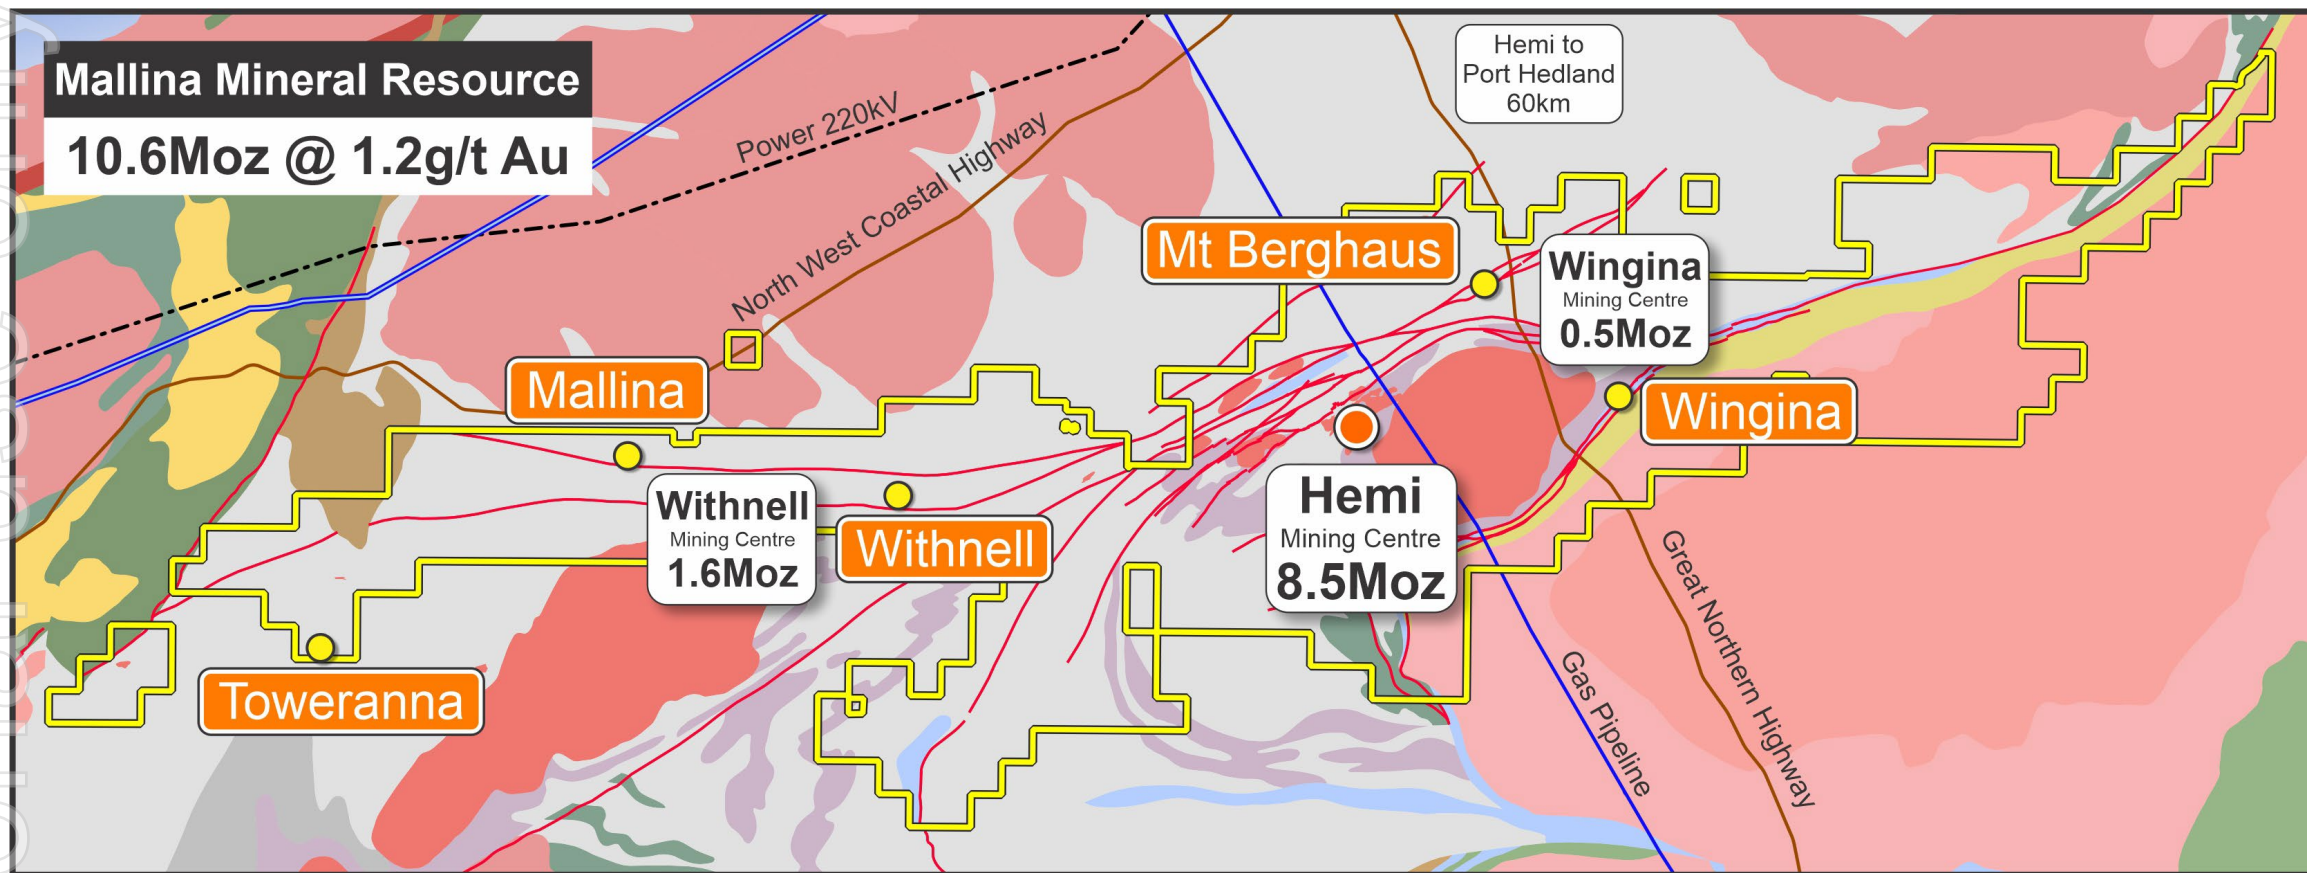 Mallina Mineral Resource
10.6Moz @ 1.2g/t Au
Hemi to
Port Hedland
60km
Power 220kV
North West Coastal Highway
Mt Berghaus
Wingina
Mining Centre
0.5Moz
Mallina
Wingina
Withnell
Mining Centre
1.6Moz
Withnell
Hemi
Mining Centre
8.5Moz
Toweranna
Great Northern Highway
Gas Pipeline